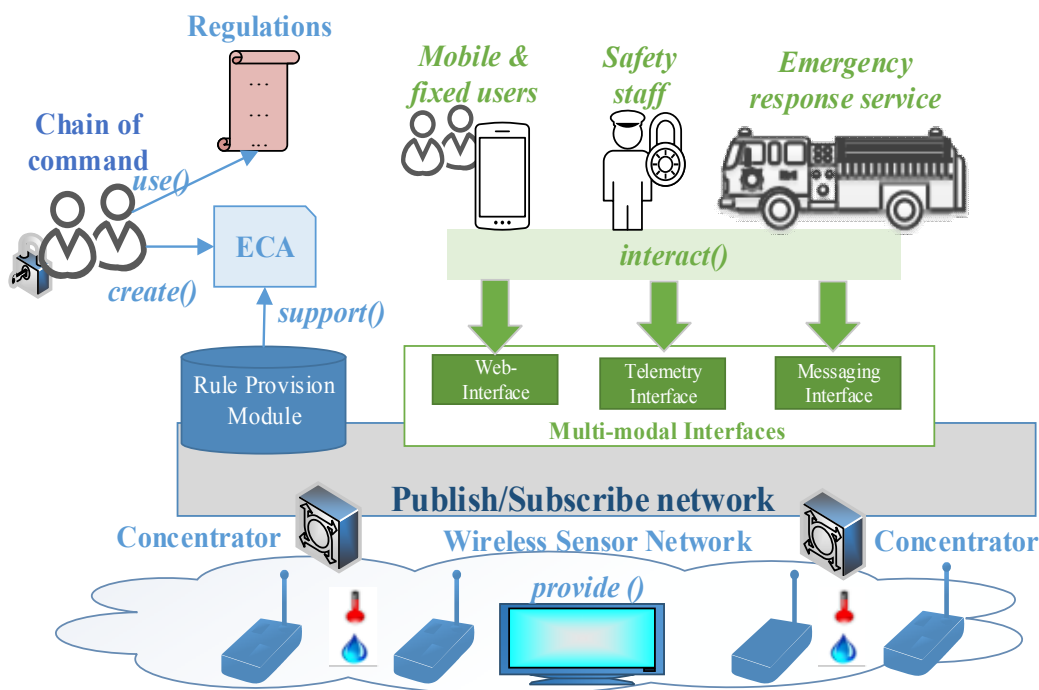 Regulations
Mobile &
fixed users
Safety
staff
Emergency
response service
Chain of
command
use()
...
...
...
ECA
create()
support()
interact()
Rule Provision
Module
Web-
Interface
Telemetry
Interface
Messaging
Interface
Multi-modal Interfaces
Publish/Subscribe network
Concentrator
Wireless Sensor Network
Concentrator
provide ()